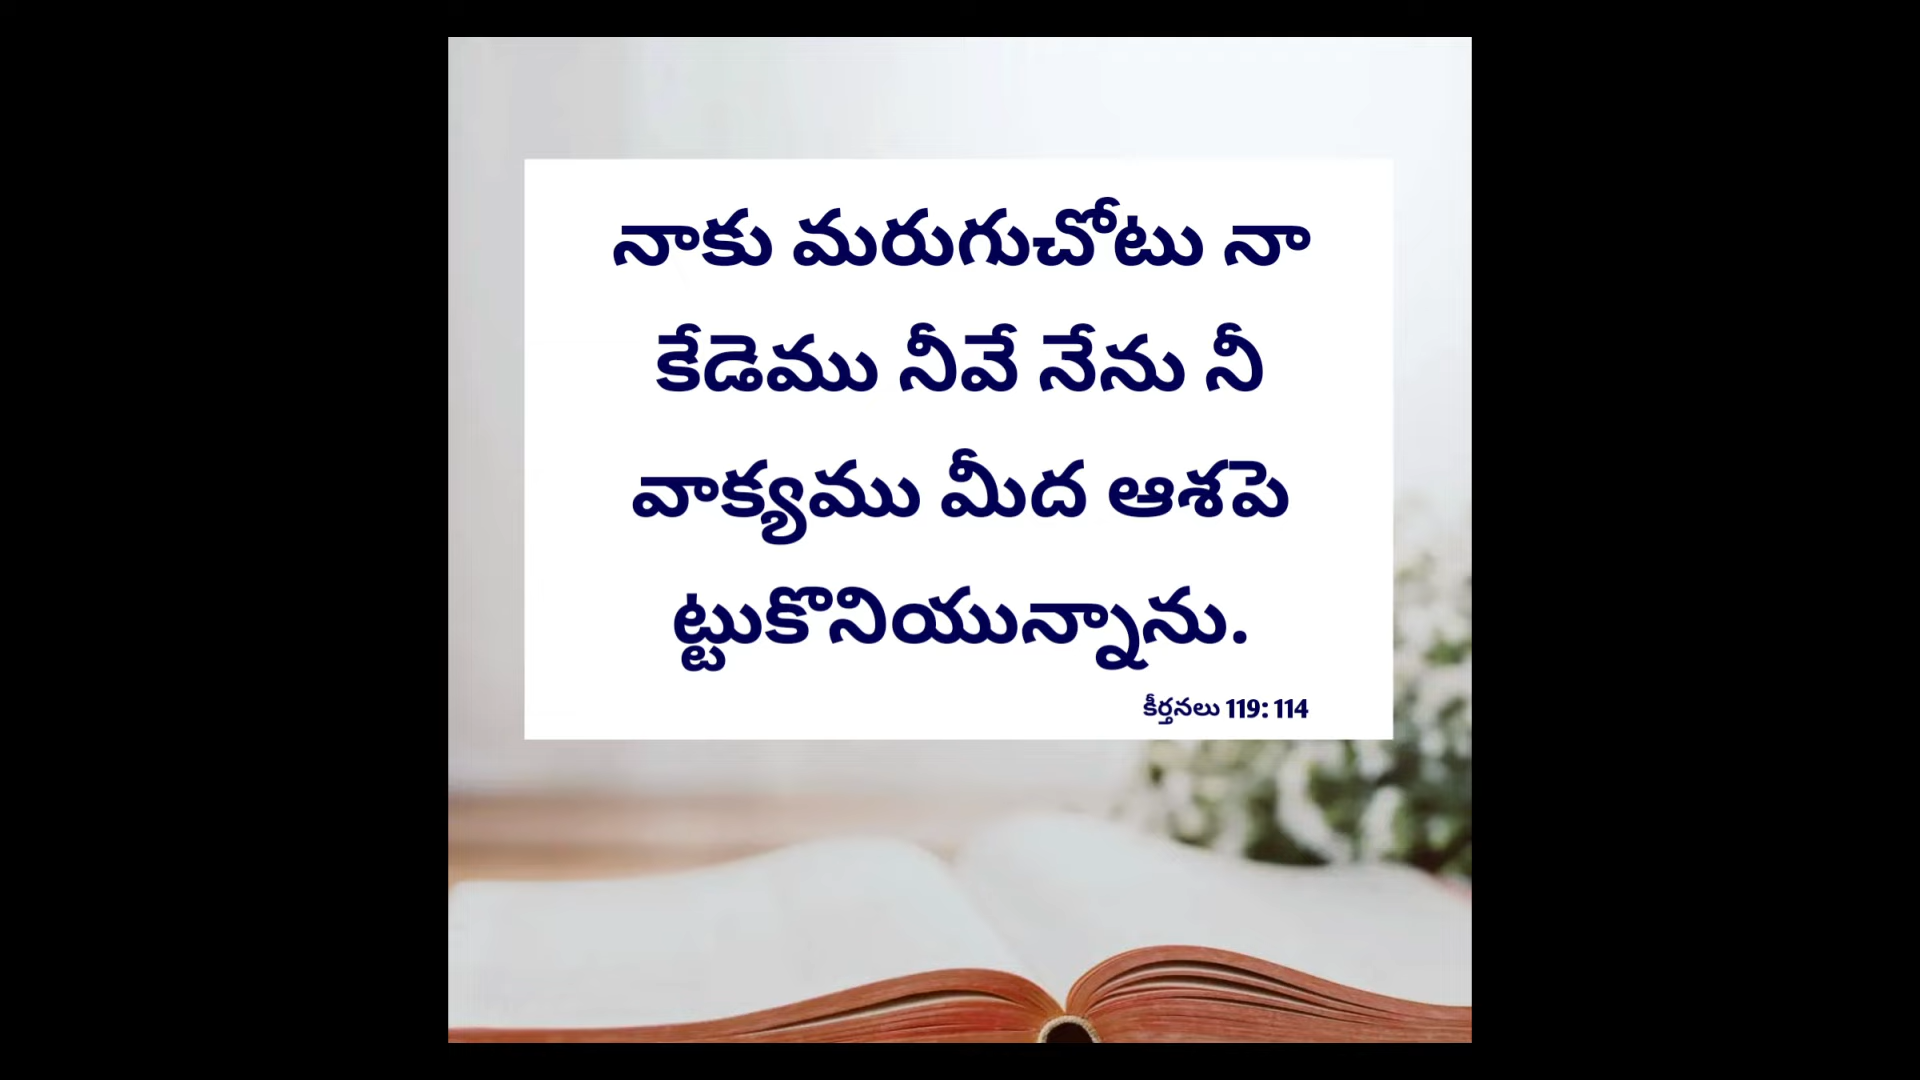 నాకు మరుగుచోటు నా
కేడెము నీవే నేను నీ
వాక్యము మీద ఆశపె
ట్టుకొనియున్నాను.
కీర్తనలు 119: 114